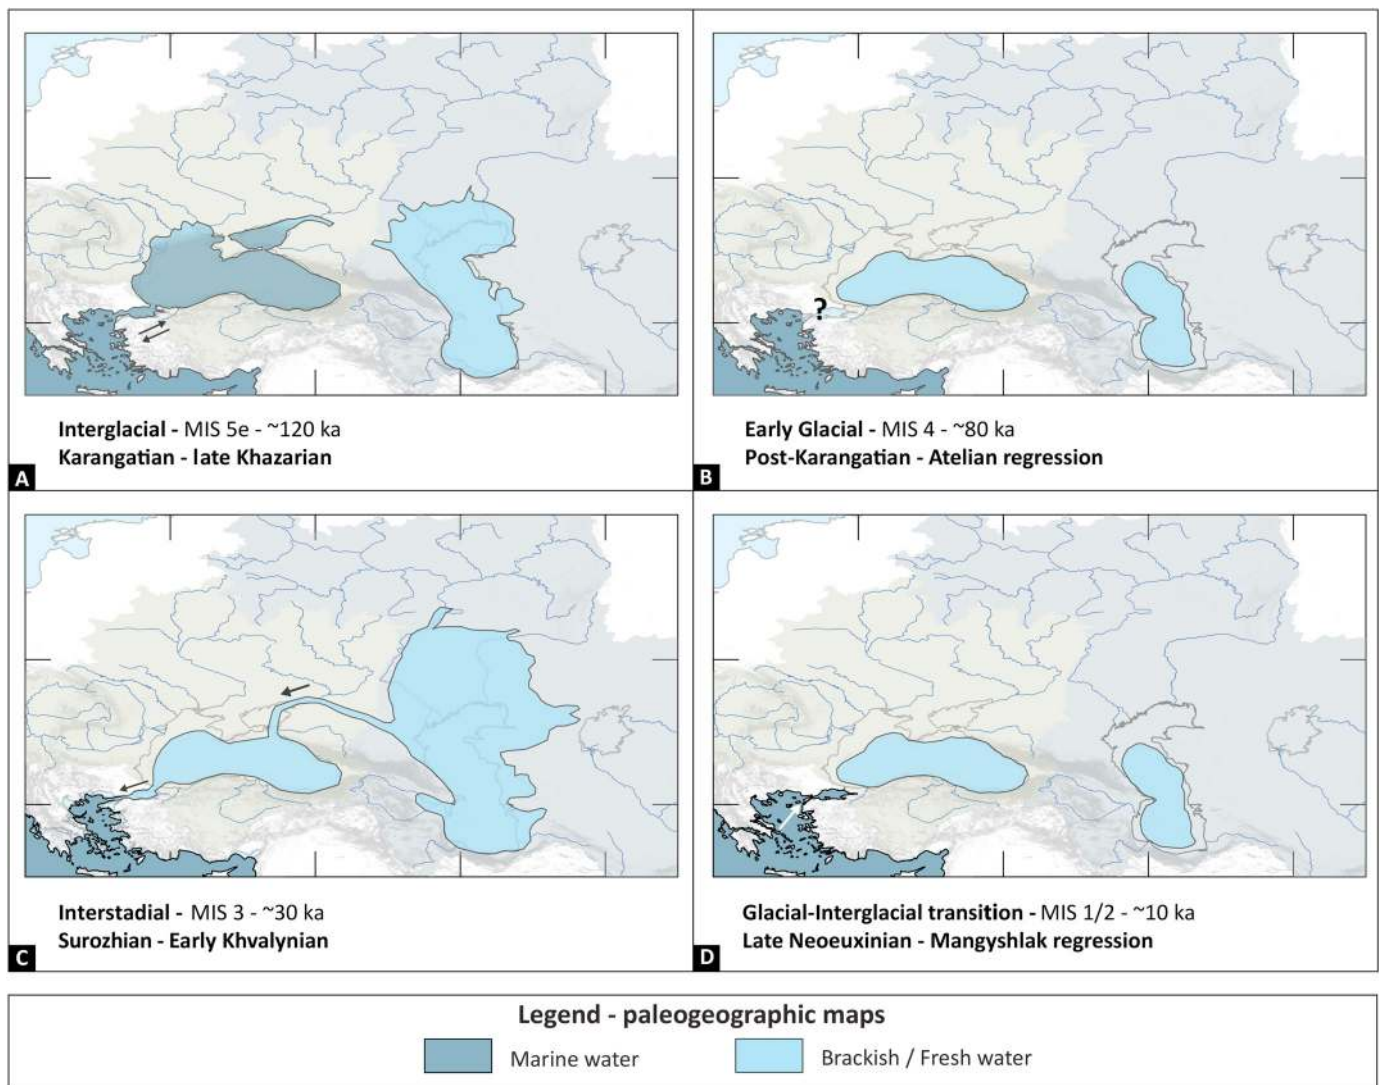 Interglacial - MIS 5e - ~120 ka
Karangatian - late Khazarian
A
?
Early Glacial - MIS 4 - ~80 ka
Post-Karangatian - Atelian regression
B
Interstadial - MIS 3 - ~30 ka
Surozhian - Early Khvalynian
C
Glacial-Interglacial transition - MIS 1/2 - ~10 ka
Late Neoeuxinian - Mangyshlak regression
D
Legend - paleogeographic maps
Marine water
Brackish / Fresh water